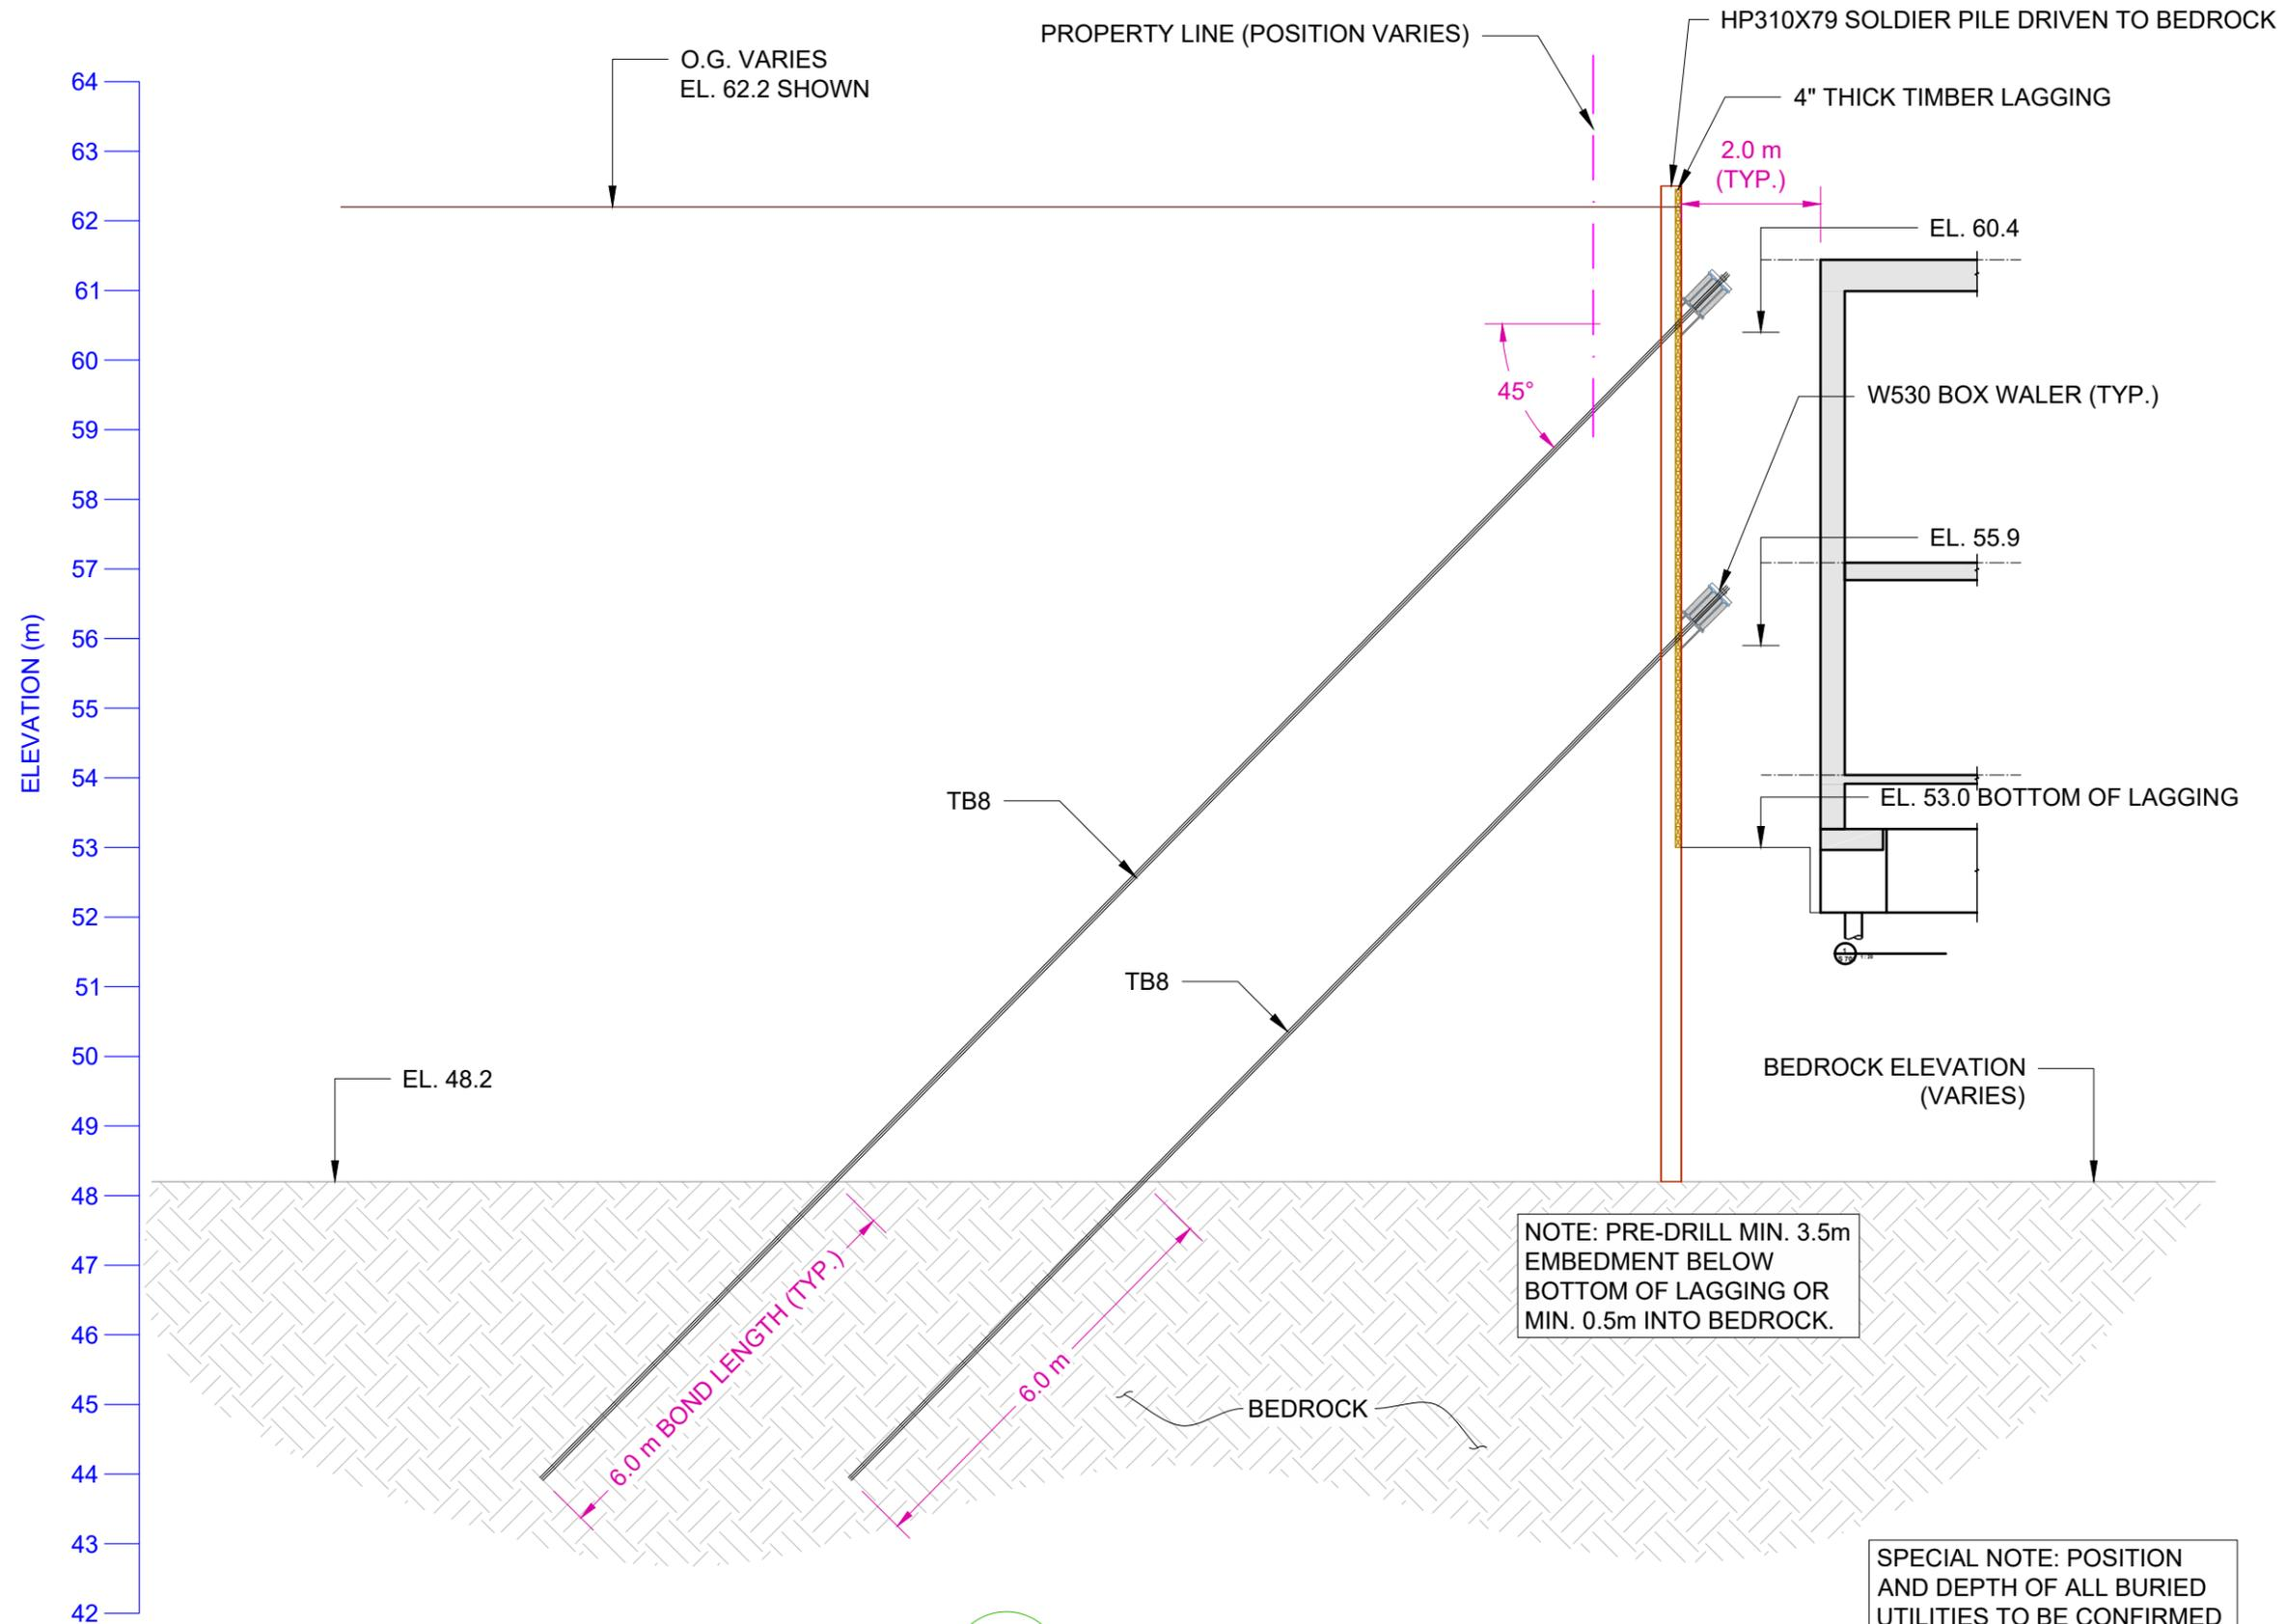 HP310X79 SOLDIER PILE DRIVEN TO BEDROCK
PROPERTY LINE (POSITION VARIES)
O.G. VARIES
EL. 62.2 SHOWN
4" THICK TIMBER LAGGING
2.0 m
(TYP.)
EL. 60.4
45°
W530 BOX WALER (TYP.)
EL. 55.9
TB8
EL. 53.0 BOTTOM OF LAGGING
TB8
EL. 48.2
BEDROCK ELEVATION
(VARIES)
NOTE: PRE-DRILL MIN. 3.5m
EMBEDMENT BELOW
BOTTOM OF LAGGING OR
MIN. 0.5m INTO BEDROCK.
6.0 m BOND LENGTH (TYP.)
6.0 m
BEDROCK
SPECIAL NOTE: POSITION
AND DEPTH OF ALL BURIED
UTILITIES TO BE CONFIRMED
ELEVATION (m)
64
63
62
61
60
59
58
57
56
55
54
53
52
51
50
49
48
47
46
45
44
43
42